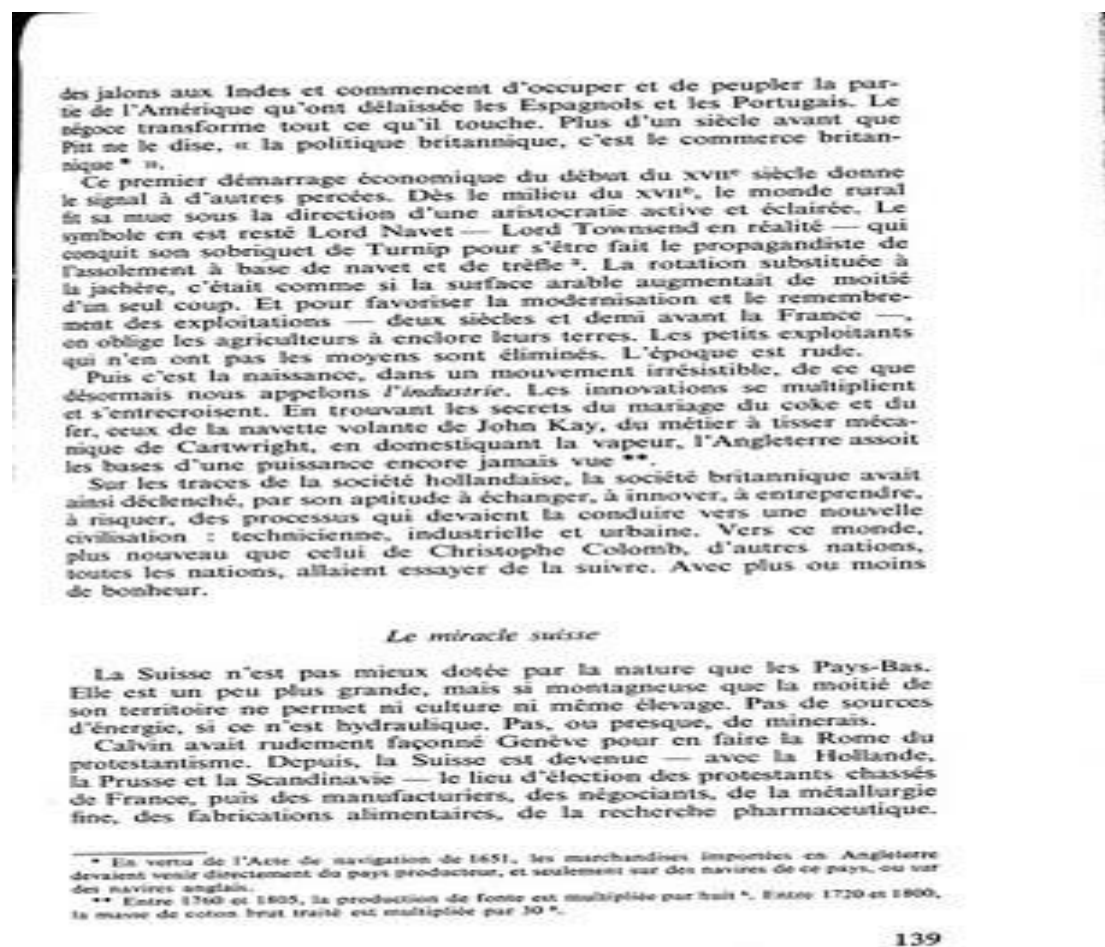 des jalons aux Indes et commencent d'occuper et de peupler la par-
tie de l'Amérique qu'ont délaissée les Espagnols et les Portugais. Le
négoce transforme tout ce qu'il touche. Plus d'un siècle avant que
Pitt ne le dise, « la politique britannique, c'est le commerce britan-
nique * ».
Ce premier démarrage économique du début du XVIIe siècle donne
le signal à d'autres percées. Dès le milieu du XVIIe, le monde rural
fit sa mue sous la direction d'une aristocratie active et éclairée. Le
symbole en est resté Lord Navet — Lord Townsend en réalité — qui
conquit son sobriquet de Turnip pour s'être fait le propagandiste de
l'assolement à base de navet et de trèfle. La rotation substituée à
la jachère, c'était comme si la surface arable augmentait de moitié
d'un seul coup. Et pour favoriser la modernisation et le remembre-
ment des exploitations — deux siècles et demi avant la France —,
on oblige les agriculteurs à enclore leurs terres. Les petits exploitants
qui n'en ont pas les moyens sont éliminés. L'époque est rude.
Puis c'est la naissance, dans un mouvement irrésistible, de ce que
désormais nous appelons l'industrie. Les innovations se multiplient
et s'entrecroisent. En trouvant les secrets du mariage du coke et du
fer, ceux de la navette volante de John Kay, du métier à tisser méca-
nique de Cartwright, en domestiquant la vapeur, l'Angleterre assoit
les bases d'une puissance encore jamais vue **.
Sur les traces de la société hollandaise, la société britannique avait
ainsi déclenché, par son aptitude à échanger, à innover, à entreprendre,
à risquer, des processus qui devaient la conduire vers une nouvelle
civilisation : technicienne, industrielle et urbaine. Vers ce monde,
plus nouveau que celui de Christophe Colomb, d'autres nations,
toutes les nations, allaient essayer de la suivre. Avec plus ou moins
de bonheur.
Le miracle suisse
La Suisse n'est pas mieux dotée par la nature que les Pays-Bas.
Elle est un peu plus grande, mais si montagneuse que la moitié de
son territoire ne permet ni culture ni même élevage. Pas de sources
d'énergie, si ce n'est hydraulique. Pas, ou presque, de minerais.
Calvin avait rudement façonné Genève pour en faire la Rome du
protestantisme. Depuis, la Suisse est devenue — avec la Hollande,
la Prusse et la Scandinavie — le lieu d'élection des protestants chassés
de France, puis des manufacturiers, des négociants, de la métallurgie
fine, des fabrications alimentaires, de la recherche pharmaceutique.
* En vertu de l'Acte de navigation de 1651, les marchandises importées en Angleterre
devaient venir directement du pays producteur, et seulement sur des navires de ce pays, ou sur
des navires anglais.
** Entre 1760 et 1805, la production de fonte est multipliée par huit. Entre 1720 et 1800,
la masse de coton brut traité est multipliée par 30.
139